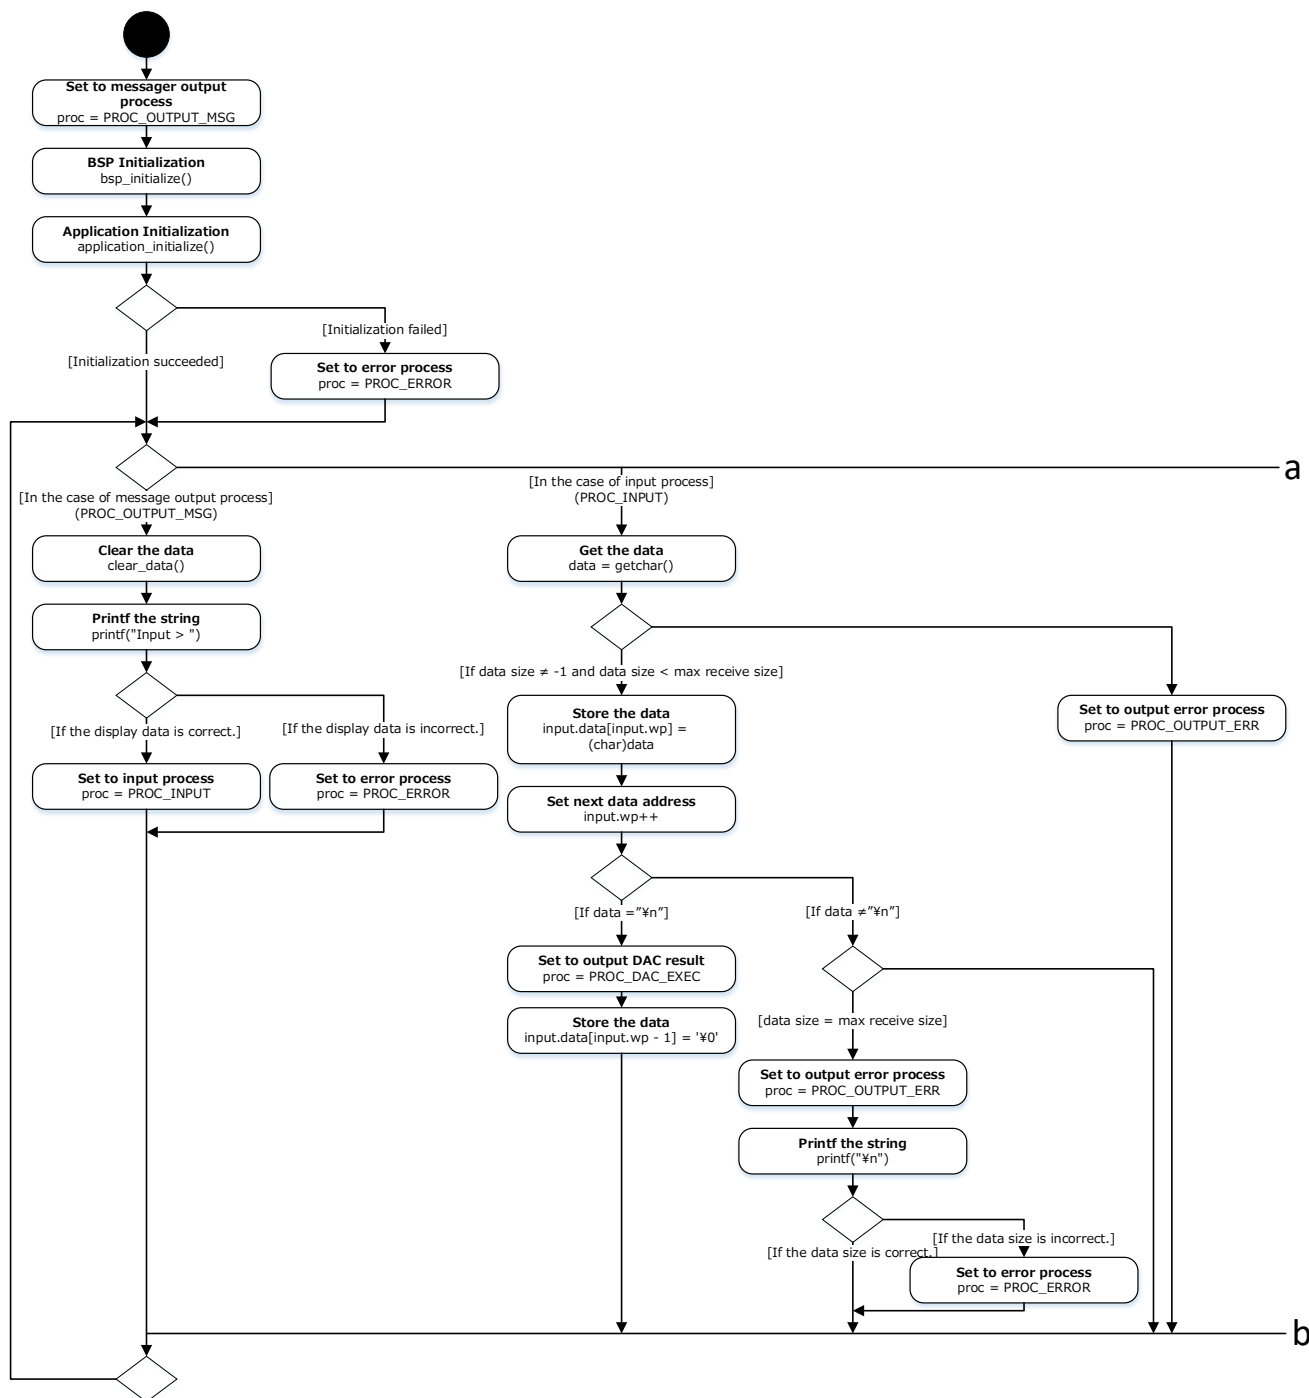 Set to messager output
process
proc = PROC_OUTPUT_MSG
BSP Initialization
bsp_initialize()
Application Initialization
application_initialize()
[Initialization failed]
[Initialization succeeded]
Set to error process
proc = PROC_ERROR
a
[In the case of message output process]
(PROC_OUTPUT_MSG)
[In the case of input process]
(PROC_INPUT)
Clear the data
clear_data()
Get the data
data = getchar()
Printf the string
printf("Input > ")
[If data size ≠ -1 and data size < max receive size]
[If the display data is correct.]
[If the display data is incorrect.]
Store the data
input.data[input.wp] =
(char)data
Set to output error process
proc = PROC_OUTPUT_ERR
Set to input process
proc = PROC_INPUT
Set to error process
proc = PROC_ERROR
Set next data address
input.wp++
[If data =”¥n”]
[If data ≠”¥n”]
Set to output DAC result
proc = PROC_DAC_EXEC
Store the data
input.data[input.wp - 1] = '¥0'
[data size = max receive size]
Set to output error process
proc = PROC_OUTPUT_ERR
Printf the string
printf("¥n")
[If the data size is incorrect.]
[If the data size is correct.]
Set to error process
proc = PROC_ERROR
b